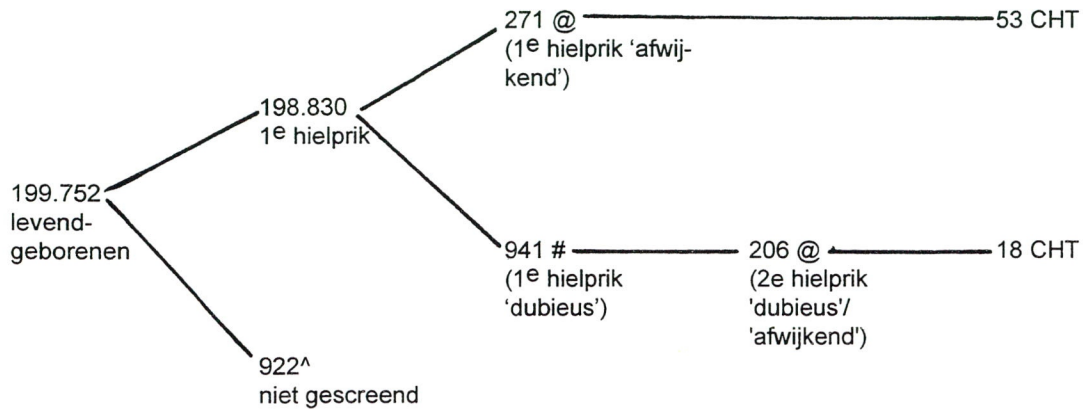 271 @
(1e hielprik ‘afwij-
kend’)
53 CHT
198.830
1e hielprik
199.752
levend-
geborenen
941 #
(1e hielprik
‘dubieus’)
206 @
(2e hielprik
'dubieus'/
'afwijkend')
18 CHT
922^
niet gescreend